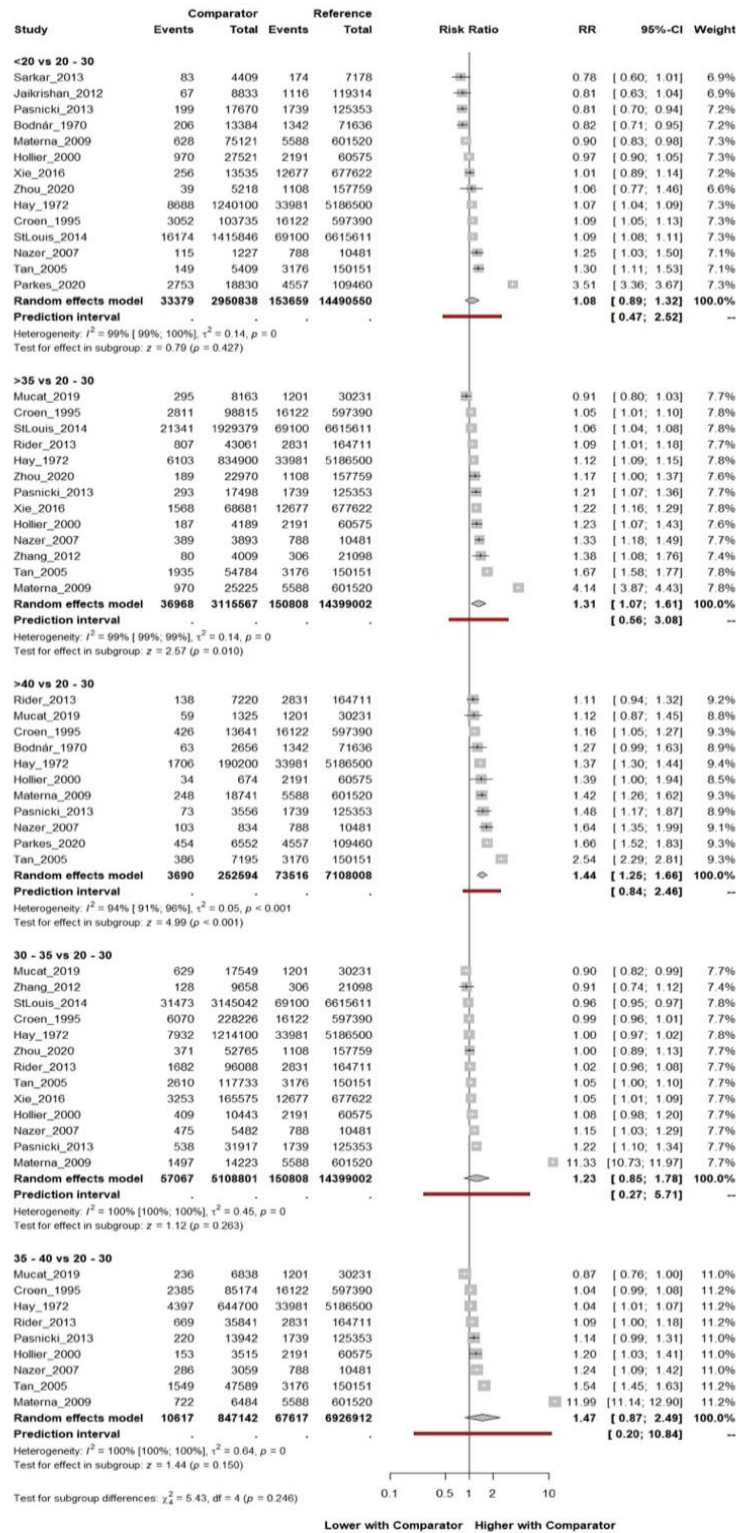 Comparator Reference
Study Events Total Events Total Risk Ratio RR 95%-CI Weight
<20 vs 20 - 30
Sarkar_2013 83 4409 174 7178 0.78 [ 0.60; 1.01] 6.9%
Jaikrishan_2012 67 8833 1116 119314 0.81 [ 0.63; 1.04] 6.9%
Pasnicki_2013 199 17670 1739 125353 0.81 [ 0.70; 0.94] 7.2%
Bodnár_1970 206 13384 1342 71636 0.82 [ 0.71; 0.95] 7.2%
Materna_2009 628 75121 5588 601520 0.90 [ 0.83; 0.98] 7.3%
Hollier_2000 970 27521 2191 60575 0.97 [ 0.90; 1.05] 7.3%
Xie_2016 256 13535 12677 677622 1.01 [ 0.89; 1.14] 7.2%
Zhou_2020 39 5218 1108 157759 1.06 [ 0.77; 1.46] 6.6%
Hay_1972 8688 1240100 33981 5186500 1.07 [ 1.04; 1.09] 7.3%
Croen_1995 3052 103735 16122 597390 1.09 [ 1.05; 1.13] 7.3%
StLouis_2014 16174 1415846 69100 6615611 1.09 [ 1.08; 1.11] 7.3%
Nazer_2007 115 1227 788 10481 1.25 [ 1.03; 1.50] 7.1%
Tan_2005 149 5409 3176 150151 1.30 [ 1.11; 1.53] 7.1%
Parkes_2020 2753 18830 4557 109460 3.51 [ 3.36; 3.67] 7.3%
Random effects model 33379 2950838 153659 14490550 1.08 [ 0.89; 1.32] 100.0%
Prediction interval . . . . [ 0.47; 2.52] --
Heterogeneity: I² = 99% [ 99%; 100%], τ² = 0.14, p = 0
Test for effect in subgroup: z = 0.79 (p = 0.427)
>35 vs 20 - 30
Mucat_2019 295 8163 1201 30231 0.91 [ 0.80; 1.03] 7.7%
Croen_1995 2811 98815 16122 597390 1.05 [ 1.01; 1.10] 7.8%
StLouis_2014 21341 1929379 69100 6615611 1.06 [ 1.04; 1.08] 7.8%
Rider_2013 807 43061 2831 164711 1.09 [ 1.01; 1.18] 7.8%
Hay_1972 6103 834900 33981 5186500 1.12 [ 1.09; 1.15] 7.8%
Zhou_2020 189 22970 1108 157759 1.17 [ 1.00; 1.37] 7.6%
Pasnicki_2013 293 17498 1739 125353 1.21 [ 1.07; 1.36] 7.7%
Xie_2016 1568 68681 12677 677622 1.22 [ 1.16; 1.29] 7.8%
Hollier_2000 187 4189 2191 60575 1.23 [ 1.07; 1.43] 7.7%
Nazer_2007 389 3893 788 10481 1.33 [ 1.18; 1.49] 7.7%
Zhang_2012 80 4009 306 21098 1.38 [ 1.08; 1.76] 7.4%
Tan_2005 1935 54784 3176 150151 1.67 [ 1.58; 1.77] 7.8%
Materna_2009 970 25225 5588 601520 4.14 [ 3.87; 4.43] 7.8%
Random effects model 36968 3115567 150808 14399002 1.31 [ 1.07; 1.61] 100.0%
Prediction interval . . . . [ 0.56; 3.08] --
Heterogeneity: I² = 99% [ 99%; 99%], τ² = 0.14, p = 0
Test for effect in subgroup: z = 2.57 (p = 0.010)
>40 vs 20 - 30
Rider_2013 138 7220 2831 164711 1.11 [ 0.94; 1.32] 9.2%
Mucat_2019 59 1325 1201 30231 1.12 [ 0.87; 1.45] 8.8%
Croen_1995 426 13641 16122 597390 1.16 [ 1.05; 1.27] 9.3%
Bodnár_1970 63 2656 1342 71636 1.27 [ 0.99; 1.63] 8.9%
Hay_1972 1706 190200 33981 5186500 1.37 [ 1.30; 1.44] 9.4%
Hollier_2000 34 674 2191 60575 1.39 [ 1.00; 1.94] 8.5%
Materna_2009 248 18741 5588 601520 1.42 [ 1.26; 1.62] 9.3%
Pasnicki_2013 73 3556 1739 125353 1.48 [ 1.17; 1.87] 8.9%
Nazer_2007 103 834 788 10481 1.64 [ 1.35; 1.99] 9.1%
Parkes_2020 454 6552 4557 109460 1.66 [ 1.52; 1.83] 9.3%
Tan_2005 386 7195 3176 150151 2.54 [ 2.29; 2.81] 9.3%
Random effects model 3690 252594 73516 7108008 1.44 [ 1.25; 1.66] 100.0%
Prediction interval . . . . [ 0.84; 2.46] --
Heterogeneity: I² = 94% [ 91%; 96%], τ² = 0.05, p < 0.001
Test for effect in subgroup: z = 4.99 (p < 0.001)
30 - 35 vs 20 - 30
Mucat_2019 629 17549 1201 30231 0.90 [ 0.82; 0.99] 7.7%
Zhang_2012 128 9658 306 21098 0.91 [ 0.74; 1.12] 7.4%
StLouis_2014 31473 3145042 69100 6615611 0.96 [ 0.95; 0.97] 7.8%
Croen_1995 6070 228226 16122 597390 0.99 [ 0.96; 1.01] 7.7%
Hay_1972 7932 1214100 33981 5186500 1.00 [ 0.97; 1.02] 7.8%
Zhou_2020 371 52765 1108 157759 1.00 [ 0.89; 1.13] 7.7%
Rider_2013 1682 96088 2831 164711 1.02 [ 0.96; 1.08] 7.7%
Tan_2005 2610 117733 3176 150151 1.05 [ 1.00; 1.10] 7.7%
Xie_2016 3253 165575 12677 677622 1.05 [ 1.01; 1.09] 7.7%
Hollier_2000 409 10443 2191 60575 1.08 [ 0.98; 1.20] 7.7%
Nazer_2007 475 5482 788 10481 1.15 [ 1.03; 1.29] 7.7%
Pasnicki_2013 538 31917 1739 125353 1.22 [ 1.10; 1.34] 7.7%
Materna_2009 1497 14223 5588 601520 11.33 [10.73; 11.97] 7.7%
Random effects model 57067 5108801 150808 14399002 1.23 [ 0.85; 1.78] 100.0%
Prediction interval . . . . [ 0.27; 5.71] --
Heterogeneity: I² = 100% [100%; 100%], τ² = 0.45, p = 0
Test for effect in subgroup: z = 1.12 (p = 0.263)
35 - 40 vs 20 - 30
Mucat_2019 236 6838 1201 30231 0.87 [ 0.76; 1.00] 11.0%
Croen_1995 2385 85174 16122 597390 1.04 [ 0.99; 1.08] 11.2%
Hay_1972 4397 644700 33981 5186500 1.04 [ 1.01; 1.07] 11.2%
Rider_2013 669 35841 2831 164711 1.09 [ 1.00; 1.18] 11.2%
Pasnicki_2013 220 13942 1739 125353 1.14 [ 0.99; 1.31] 11.0%
Hollier_2000 153 3515 2191 60575 1.20 [ 1.03; 1.41] 11.0%
Nazer_2007 286 3059 788 10481 1.24 [ 1.09; 1.42] 11.0%
Tan_2005 1549 47589 3176 150151 1.54 [ 1.45; 1.63] 11.2%
Materna_2009 722 6484 5588 601520 11.99 [11.14; 12.90] 11.2%
Random effects model 10617 847142 67617 6926912 1.47 [ 0.87; 2.49] 100.0%
Prediction interval . . . . [ 0.20; 10.84] --
Heterogeneity: I² = 100% [100%; 100%], τ² = 0.64, p = 0
Test for effect in subgroup: z = 1.44 (p = 0.150)
0.1 0.5 1 2 10
Test for subgroup differences: χ²₄ = 5.43, df = 4 (p = 0.246)
Lower with Comparator Higher with Comparator